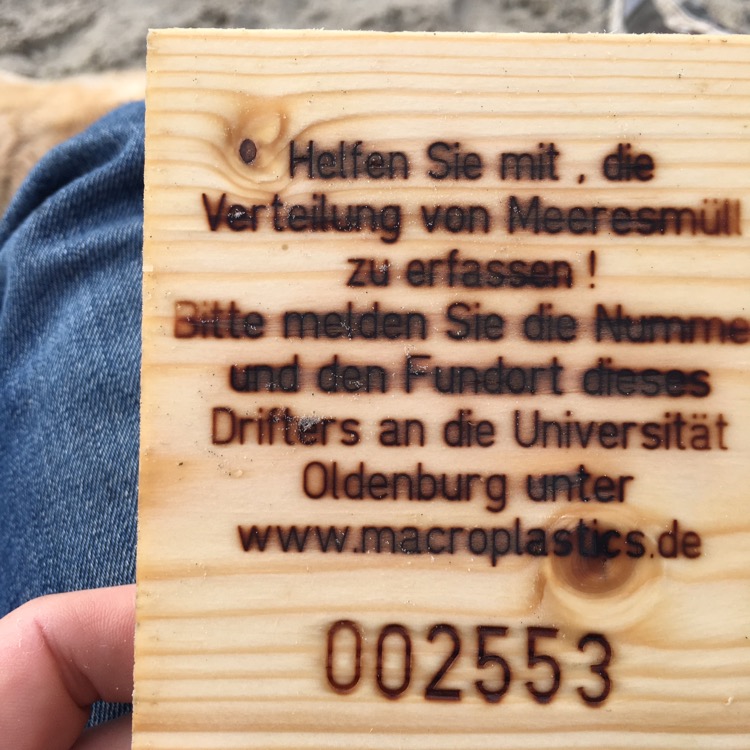 Helfen Sie mit , die
Verteilung von Meeresmüll
zu erfassen !
Bitte melden Sie die Numme
und den Fundort dieses
Drifters an die Universität
Oldenburg unter
www.macroplastics.de
002553